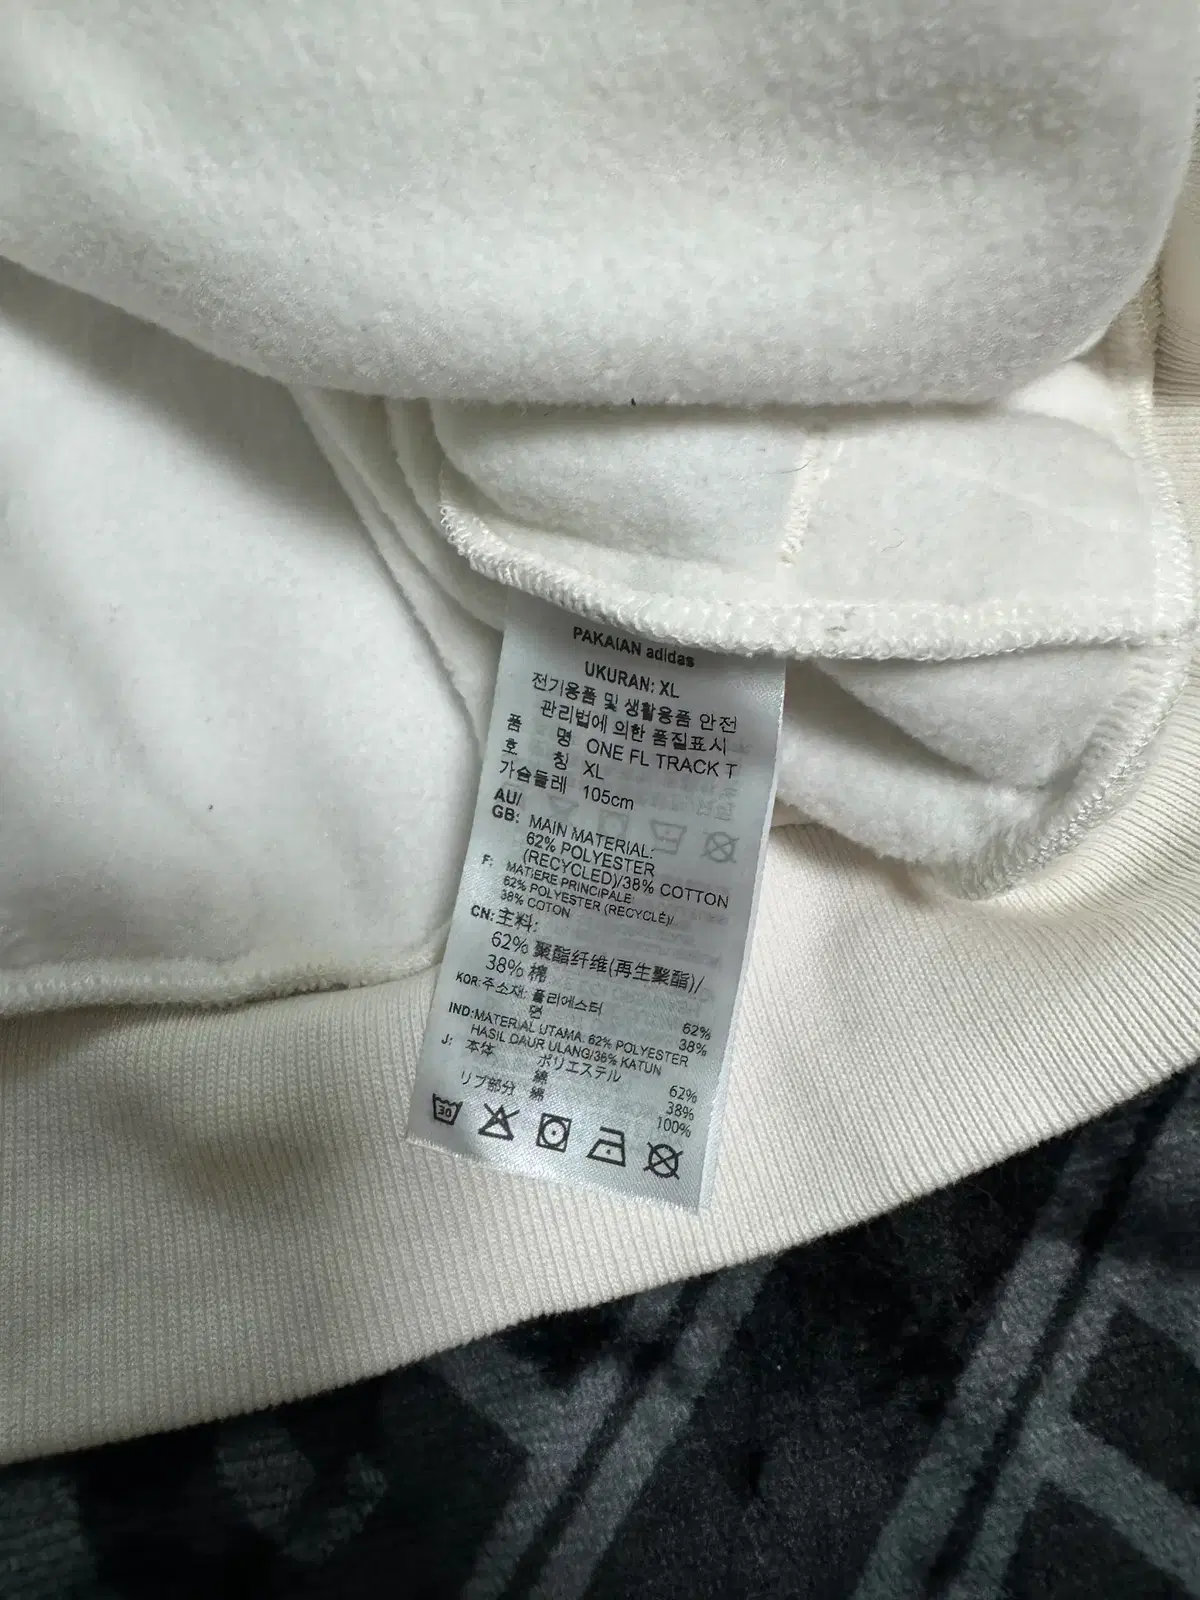 PAKAIAN adidas
UKURAN: XL
전기용품 및 생활용품 안전
관리법에 의한 품질표시
품 명 ONE FL TRACK T
호 칭 XL
가슴둘레 105cm
AU/
GB: MAIN MATERIAL:
62% POLYESTER
(RECYCLED)/38% COTTON
F: MATIERE PRINCIPALE:
62% POLYESTER (RECYCLÉ)/
38% COTON
CN: 主料:
62% 聚酯纤维(再生聚酯)/
38% 棉
KOR: 주소재: 폴리에스터 62%
면 38%
IND: MATERIAL UTAMA: 62% POLYESTER
HASIL DAUR ULANG/38% KATUN
J: 本体 ポリエステル 62%
綿 38%
リブ部分 綿 100%
30